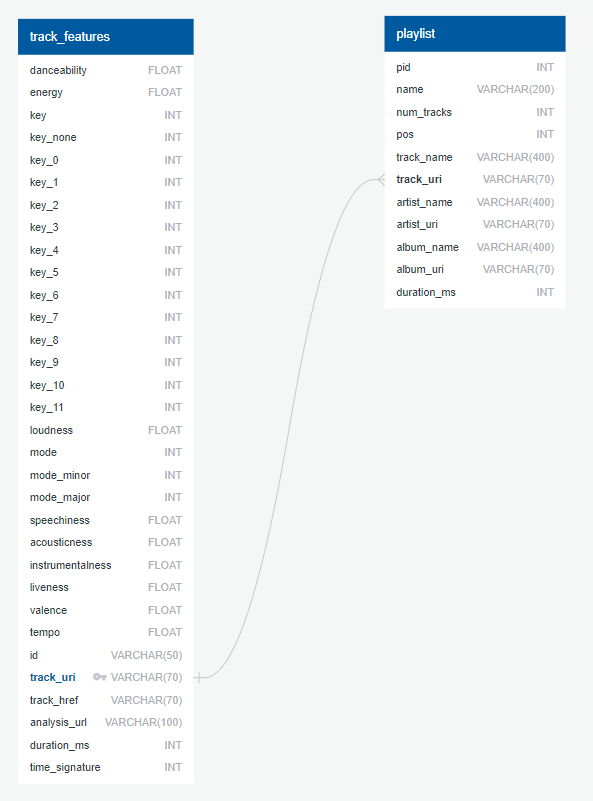 track_features
danceability FLOAT
energy FLOAT
key INT
key_none INT
key_0 INT
key_1 INT
key_2 INT
key_3 INT
key_4 INT
key_5 INT
key_6 INT
key_7 INT
key_8 INT
key_9 INT
key_10 INT
key_11 INT
loudness FLOAT
mode INT
mode_minor INT
mode_major INT
speechiness FLOAT
acousticness FLOAT
instrumentalness FLOAT
liveness FLOAT
valence FLOAT
tempo FLOAT
id VARCHAR(50)
track_uri VARCHAR(70)
track_href VARCHAR(70)
analysis_url VARCHAR(100)
duration_ms INT
time_signature INT
playlist
pid INT
name VARCHAR(200)
num_tracks INT
pos INT
track_name VARCHAR(400)
track_uri VARCHAR(70)
artist_name VARCHAR(400)
artist_uri VARCHAR(70)
album_name VARCHAR(400)
album_uri VARCHAR(70)
duration_ms INT